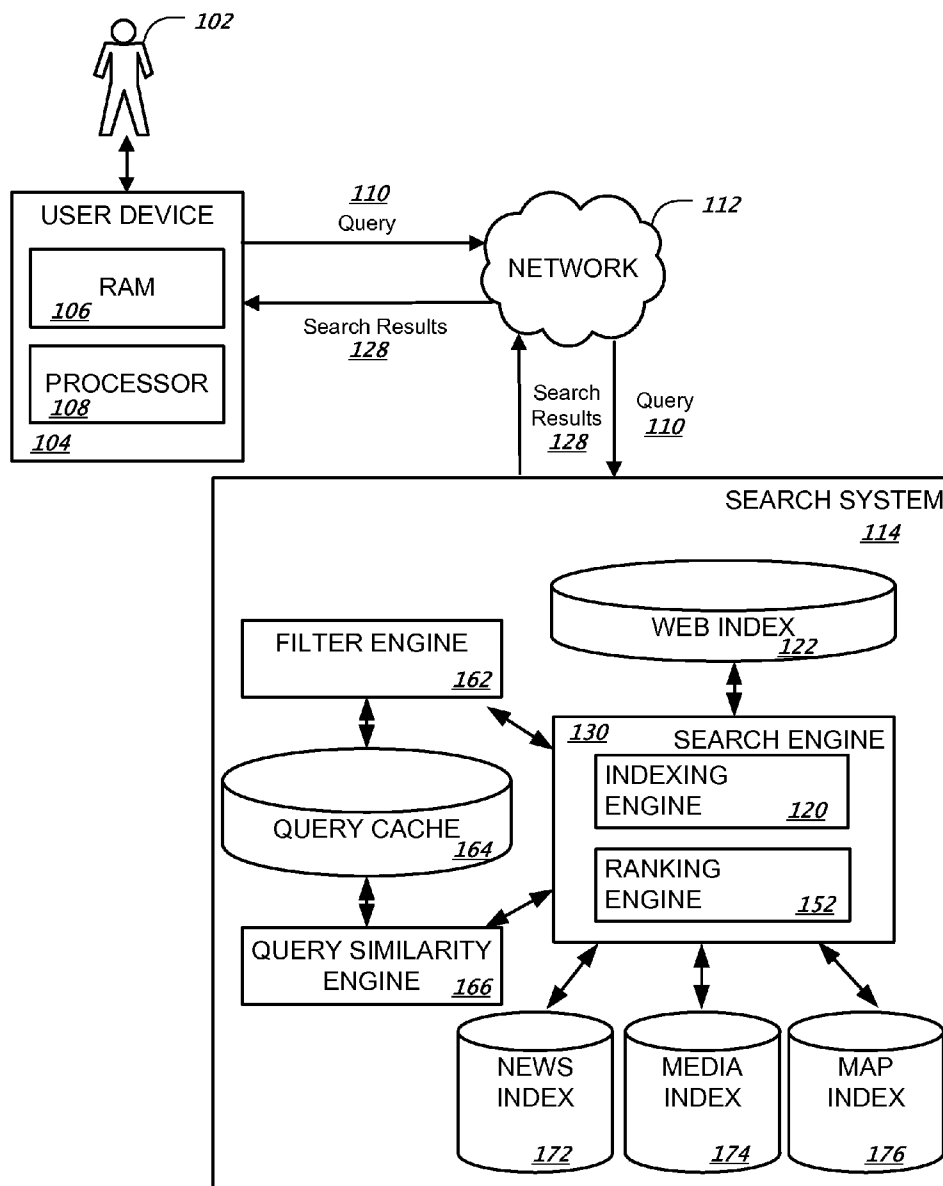 102
USER DEVICE
RAM
106
PROCESSOR
108
104
110
Query
Search Results
128
112
NETWORK
Search
Results
128
Query
110
SEARCH SYSTEM
114
WEB INDEX
122
FILTER ENGINE
162
QUERY CACHE
164
QUERY SIMILARITY
ENGINE
166
130
SEARCH ENGINE
INDEXING
ENGINE
120
RANKING
ENGINE
152
NEWS
INDEX
172
MEDIA
INDEX
174
MAP
INDEX
176